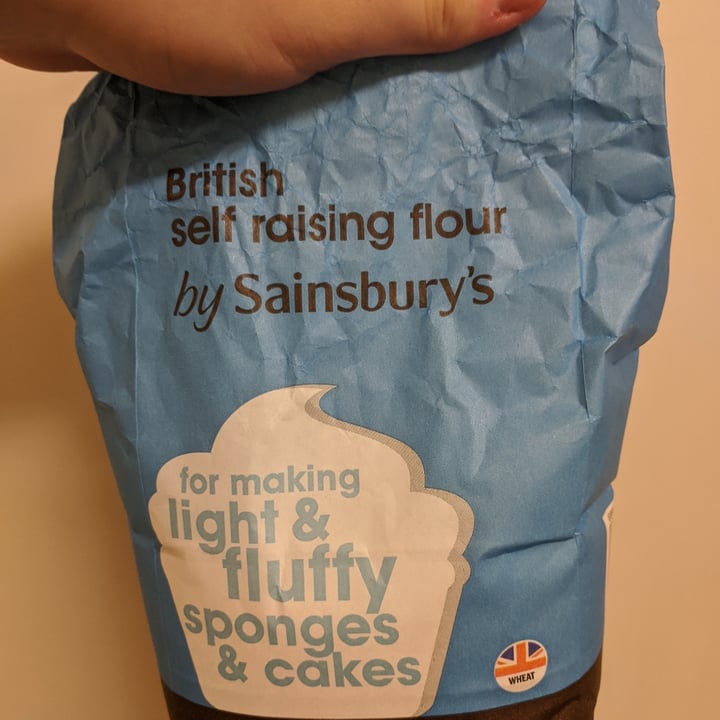 British
self raising flour
by Sainsbury's
for making
light &
fluffy
sponges
& cakes
WHEAT